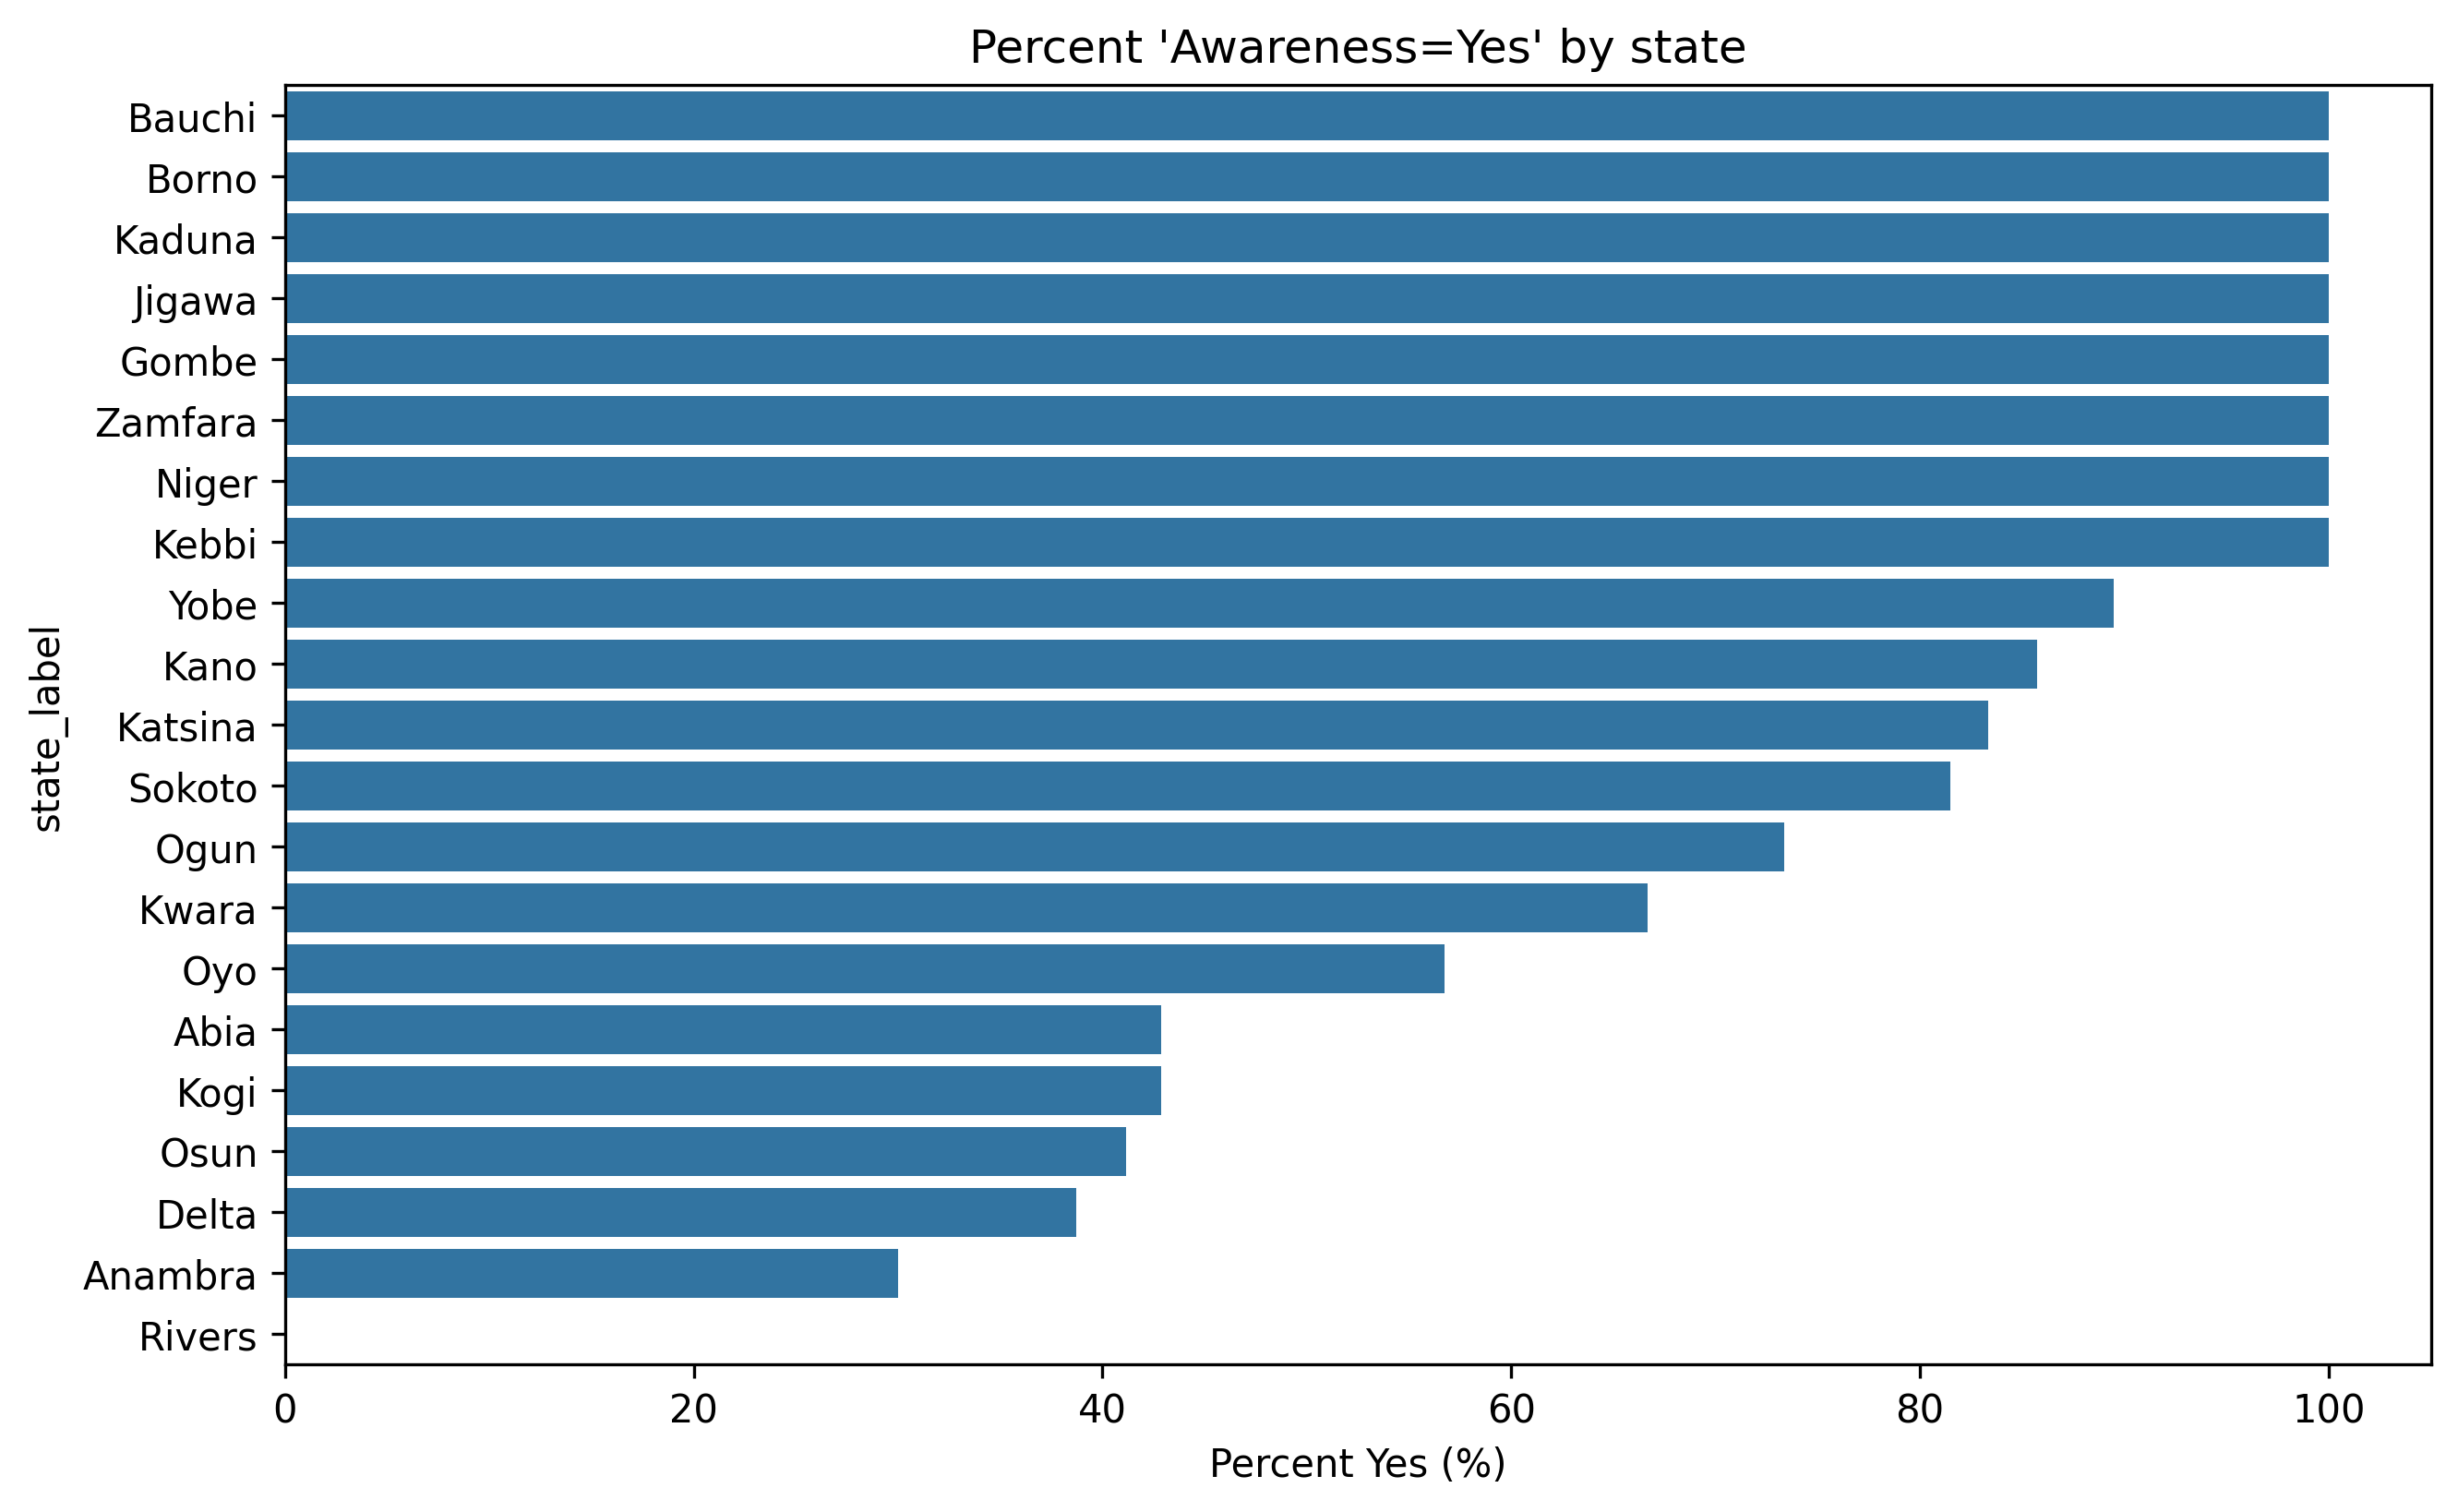 Percent 'Awareness=Yes' by state
state_label
Bauchi
Borno
Kaduna
Jigawa
Gombe
Zamfara
Niger
Kebbi
Yobe
Kano
Katsina
Sokoto
Ogun
Kwara
Oyo
Abia
Kogi
Osun
Delta
Anambra
Rivers
0 20 40 60 80 100
Percent Yes (%)